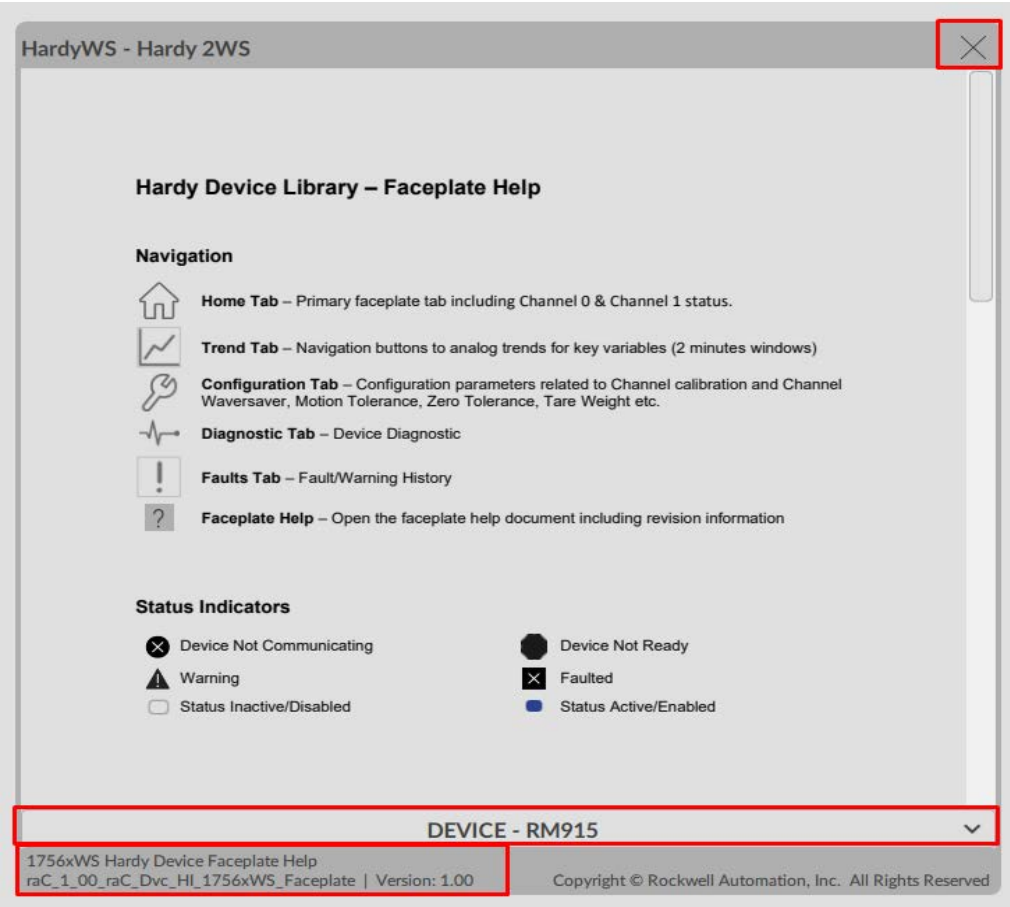 HardyWS - Hardy 2WS
Hardy Device Library – Faceplate Help
Navigation
Home Tab – Primary faceplate tab including Channel 0 & Channel 1 status.
Trend Tab – Navigation buttons to analog trends for key variables (2 minutes windows)
Configuration Tab – Configuration parameters related to Channel calibration and Channel
Waversaver, Motion Tolerance, Zero Tolerance, Tare Weight etc.
Diagnostic Tab – Device Diagnostic
Faults Tab – Fault/Warning History
? Faceplate Help – Open the faceplate help document including revision information
Status Indicators
Device Not Communicating
Device Not Ready
Warning
Faulted
Status Inactive/Disabled
Status Active/Enabled
DEVICE - RM915
1756xWS Hardy Device Faceplate Help
raC_1_00_raC_Dvc_HI_1756xWS_Faceplate | Version: 1.00
Copyright © Rockwell Automation, Inc. All Rights Reserved